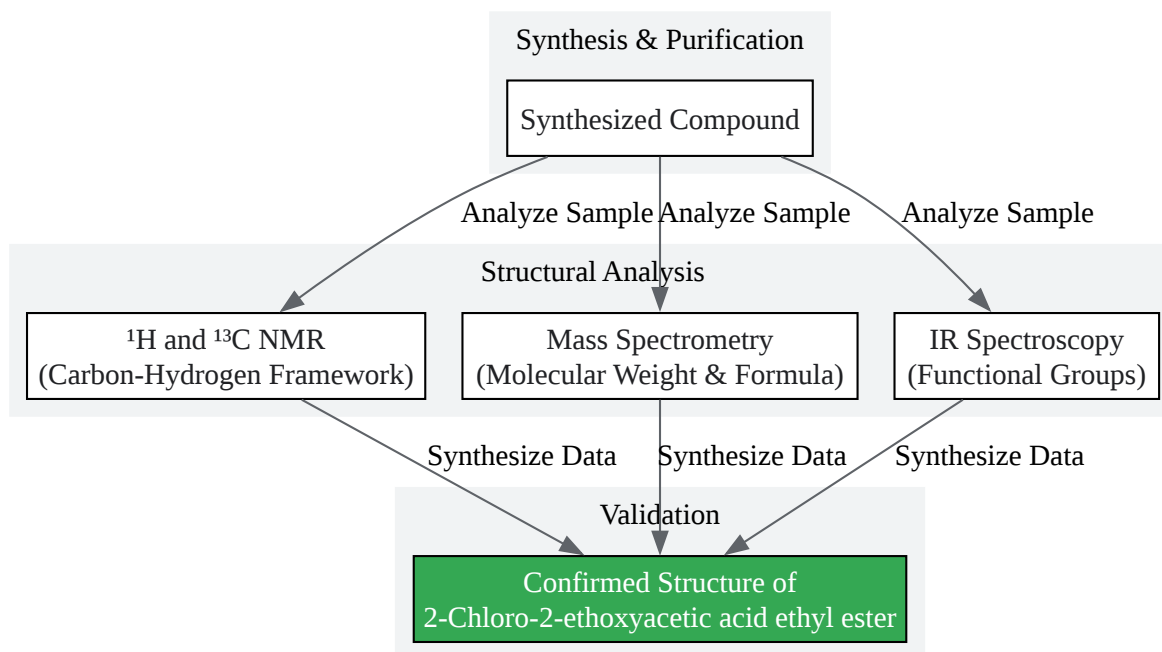 Synthesis & Purification
Synthesized Compound
Analyze Sample
Analyze Sample
Analyze Sample
Structural Analysis
¹H and ¹³C NMR
(Carbon-Hydrogen Framework)
Mass Spectrometry
(Molecular Weight & Formula)
IR Spectroscopy
(Functional Groups)
Synthesize Data
Synthesize Data
Synthesize Data
Validation
Confirmed Structure of
2-Chloro-2-ethoxyacetic acid ethyl ester